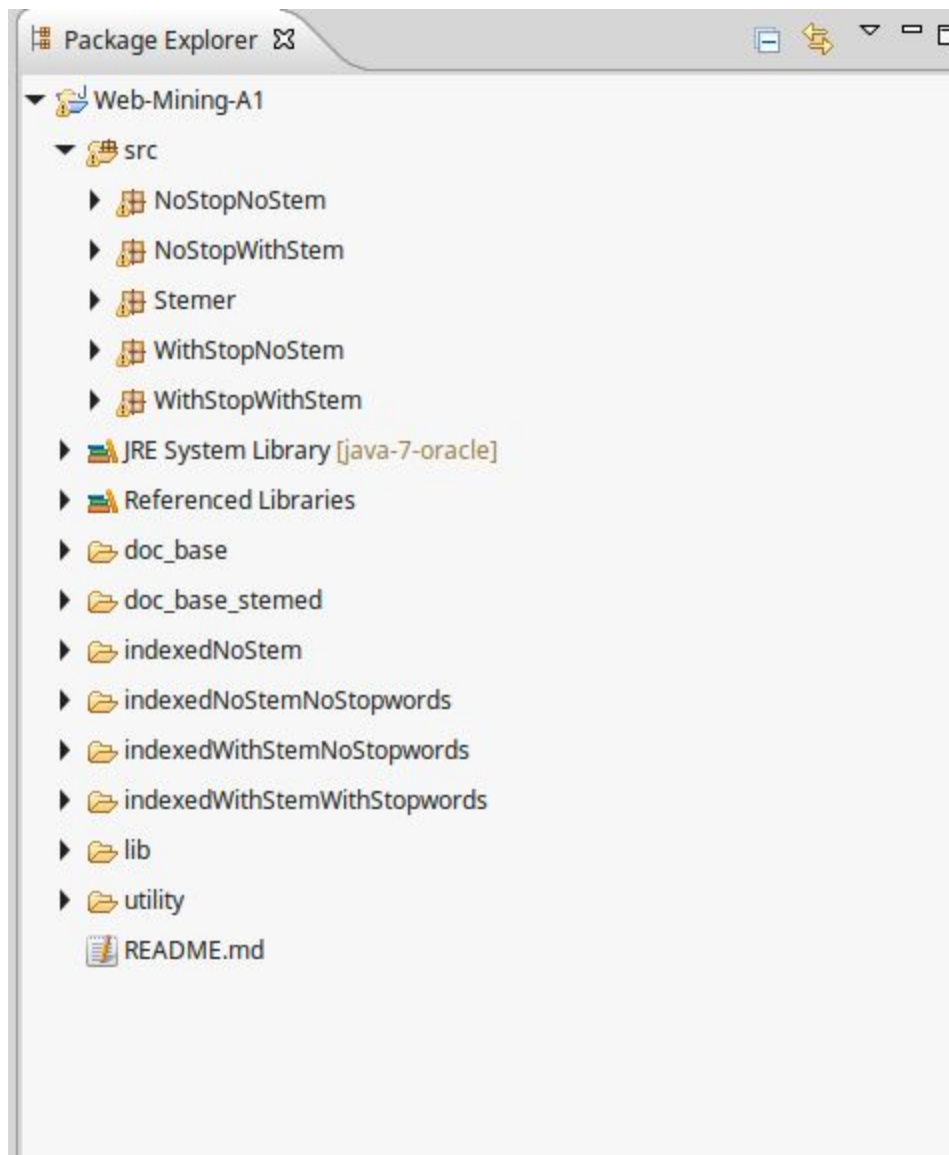 Package Explorer
Web-Mining-A1
src
NoStopNoStem
NoStopWithStem
Stemer
WithStopNoStem
WithStopWithStem
JRE System Library [java-7-oracle]
Referenced Libraries
doc_base
doc_base_stemed
indexedNoStem
indexedNoStemNoStopwords
indexedWithStemNoStopwords
indexedWithStemWithStopwords
lib
utility
README.md